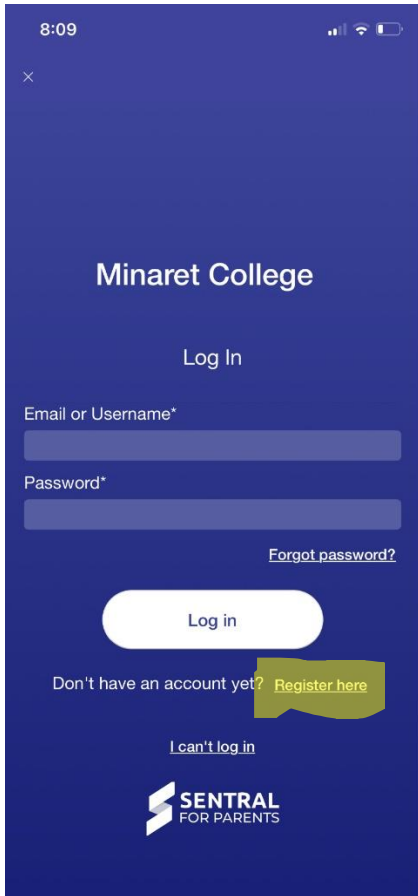 8:09
Minaret College
Log In
Email or Username*
Password*
Forgot password?
Log in
Don't have an account yet? Register here
I can't log in
SENTRAL
FOR PARENTS